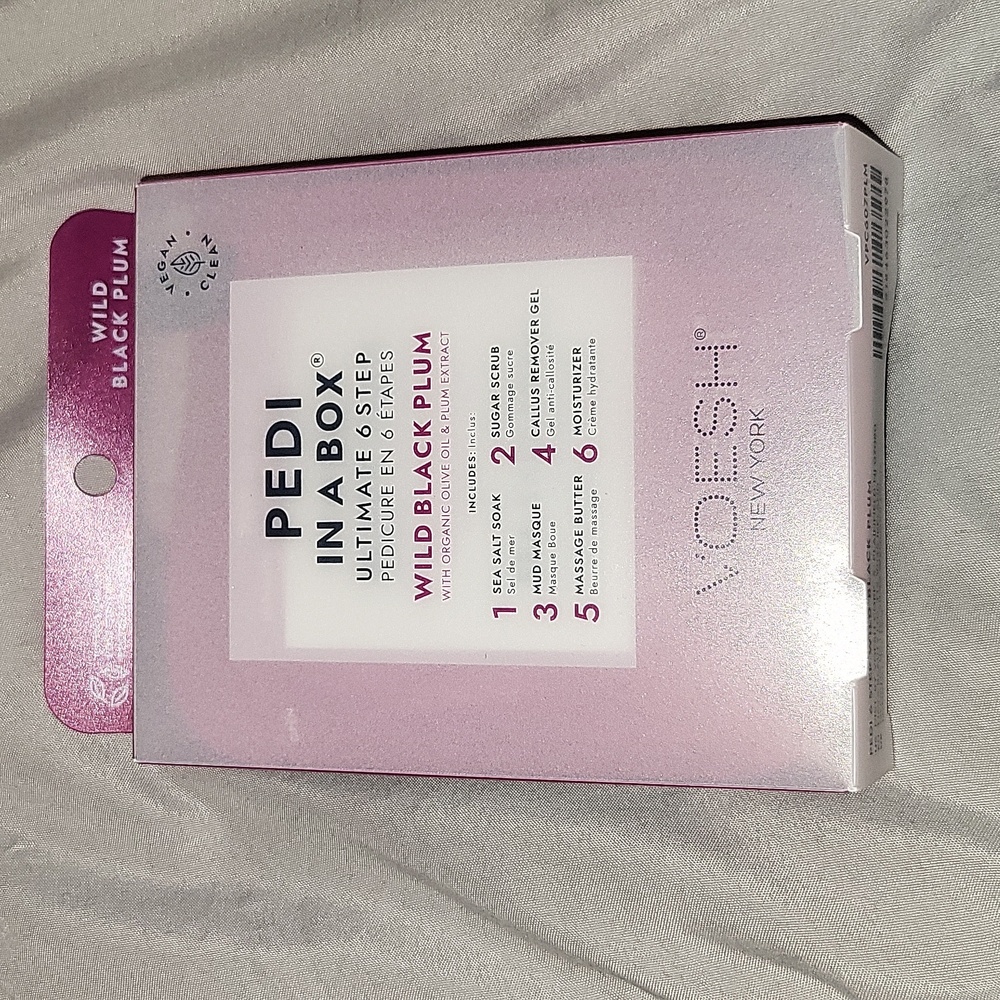 WILD
BLACK PLUM
VEGAN
CLEAN
PEDI
IN A BOX®
ULTIMATE 6 STEP
PEDICURE EN 6 ÉTAPES
WILD BLACK PLUM
WITH ORGANIC OLIVE OIL & PLUM EXTRACT
INCLUDES: Inclus:
1 SEA SALT SOAK
Sel de mer
2 SUGAR SCRUB
Gommage sucre
3 MUD MASQUE
Masque Boue
4 CALLUS REMOVER GEL
Gel anti-callosité
5 MASSAGE BUTTER
Beurre de massage
6 MOISTURIZER
Crème hydratante
VOESH®
NEW YORK